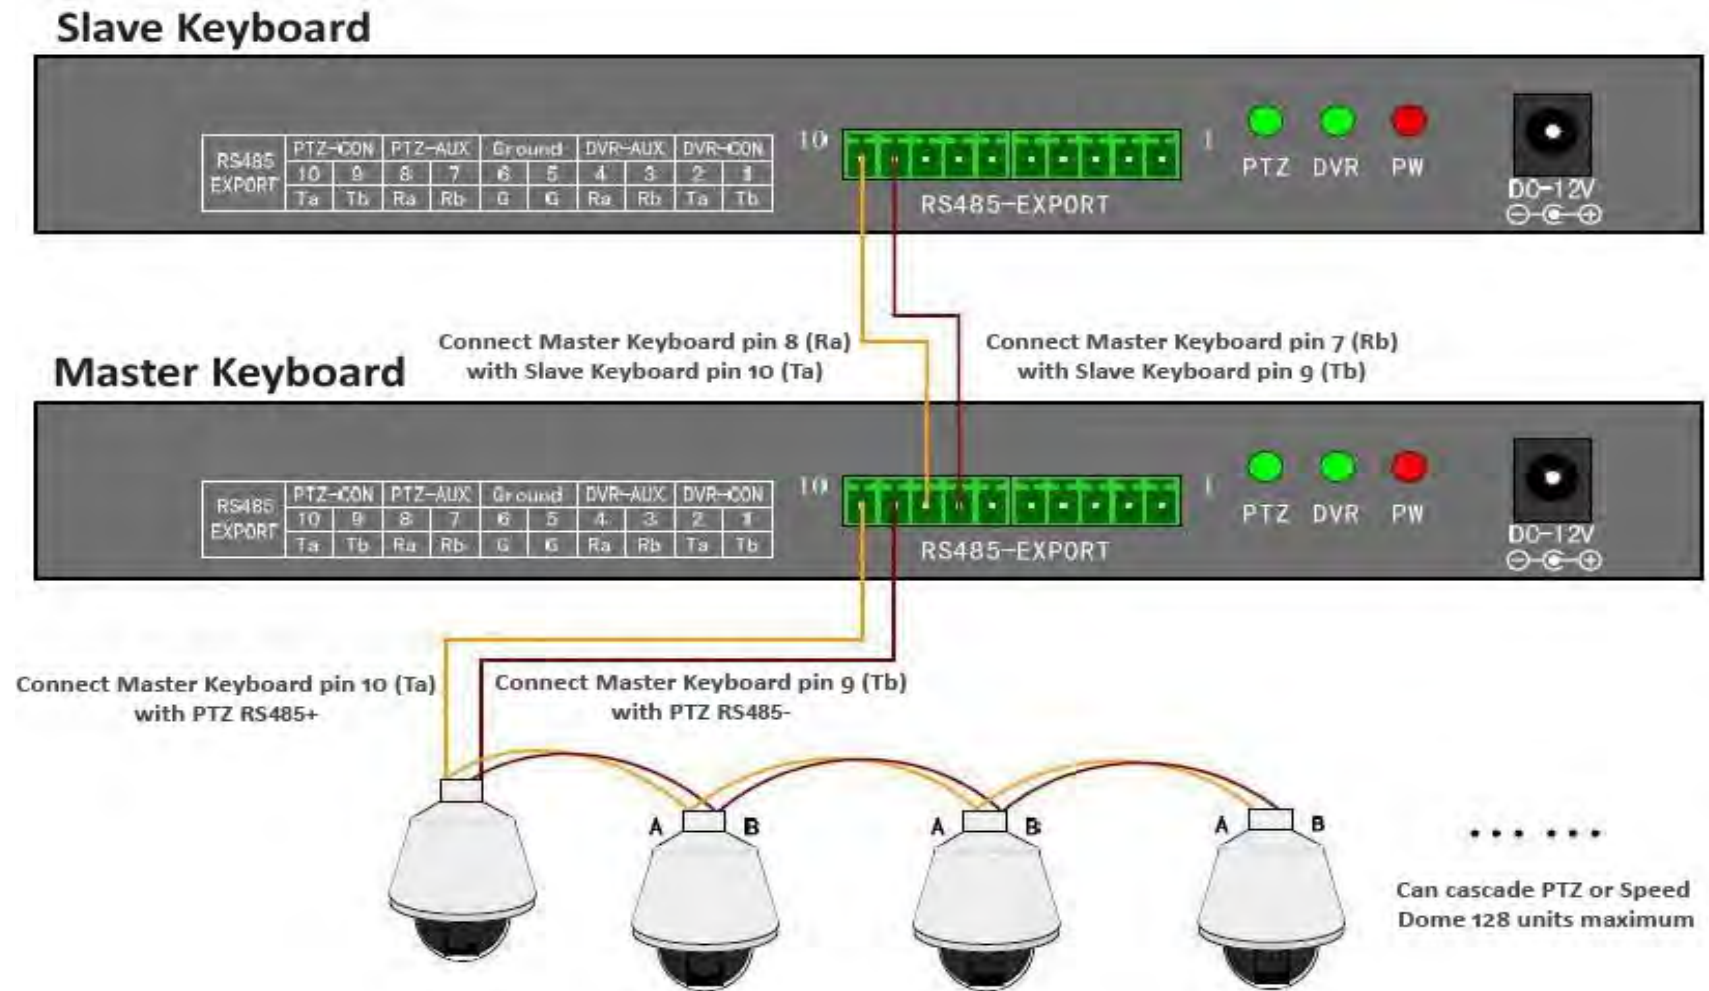 Slave Keyboard
RS485 EXPORT PTZ-CON PTZ-AUX Ground DVR-AUX DVR-CON
10 9 8 7 6 5 4 3 2 1
Ta Tb Ra Rb G G Ra Rb Ta Tb
10 1
RS485-EXPORT
PTZ DVR PW
DC-12V
Connect Master Keyboard pin 8 (Ra)
with Slave Keyboard pin 10 (Ta)
Connect Master Keyboard pin 7 (Rb)
with Slave Keyboard pin 9 (Tb)
Master Keyboard
RS485 EXPORT PTZ-CON PTZ-AUX Ground DVR-AUX DVR-CON
10 9 8 7 6 5 4 3 2 1
Ta Tb Ra Rb G G Ra Rb Ta Tb
10 1
RS485-EXPORT
PTZ DVR PW
DC-12V
Connect Master Keyboard pin 10 (Ta)
with PTZ RS485+
Connect Master Keyboard pin 9 (Tb)
with PTZ RS485-
A B
A B
A B
... ...
Can cascade PTZ or Speed
Dome 128 units maximum